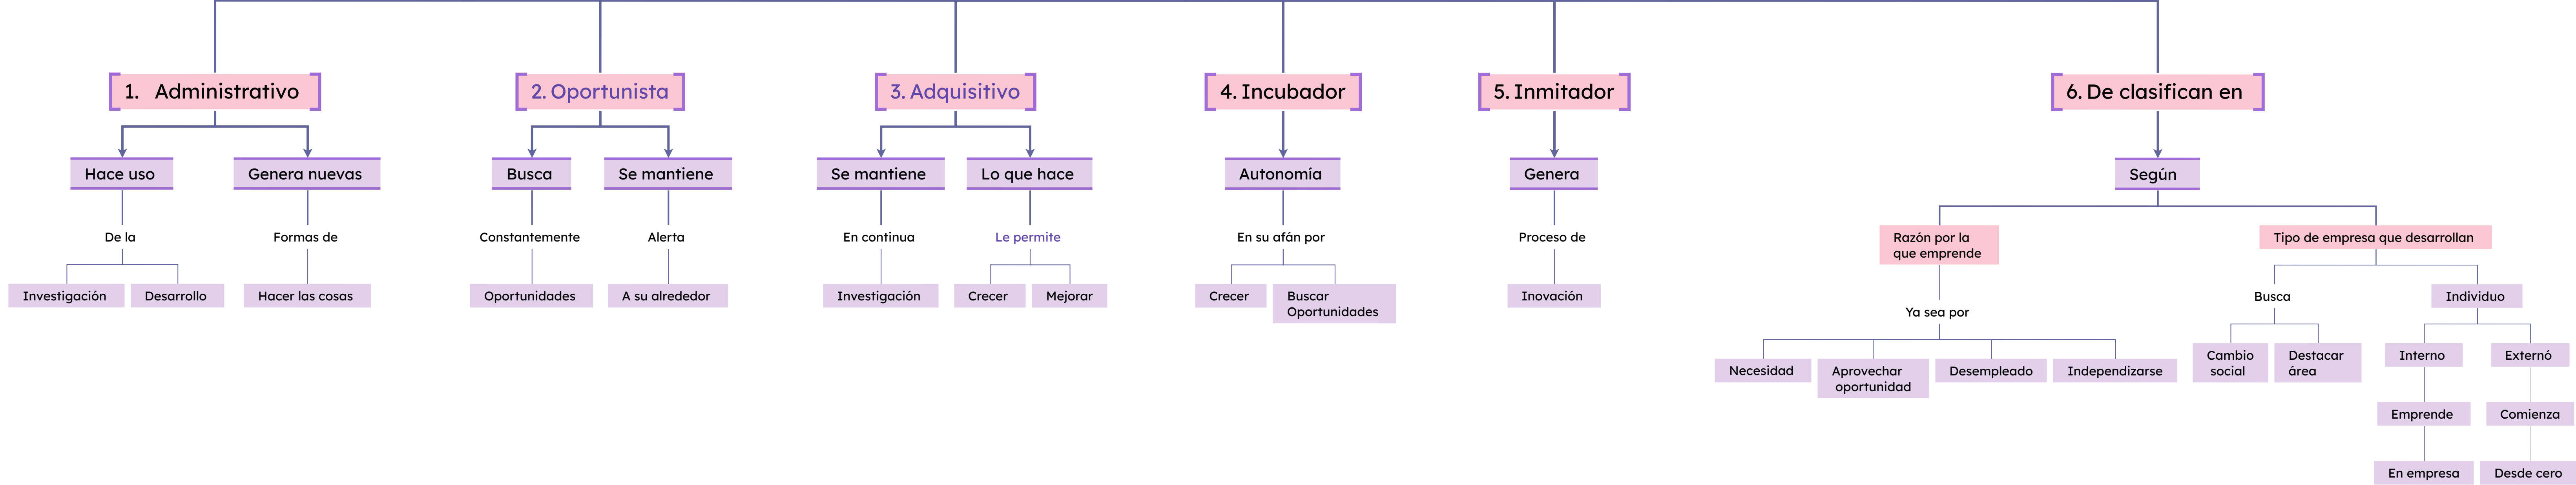 1. Administrativo
2. Oportunista
3. Adquisitivo
4. Incubador
5. Inmitador
6. De clasifican en
Hace uso
Genera nuevas
Busca
Se mantiene
Se mantiene
Lo que hace
Autonomía
Genera
Según
De la
Formas de
Constantemente
Alerta
En continua
Le permite
En su afán por
Proceso de
Razón por la
que emprende
Tipo de empresa que desarrollan
Investigación
Desarrollo
Hacer las cosas
Oportunidades
A su alrededor
Investigación
Crecer
Mejorar
Crecer
Buscar
Oportunidades
Inovación
Busca
Individuo
Ya sea por
Necesidad
Aprovechar
oportunidad
Desempleado
Independizarse
Cambio
social
Destacar
área
Interno
Externó
Emprende
Comienza
En empresa
Desde cero